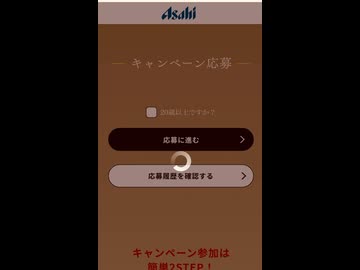 Asahi
キャンペーン応募
20歳以上ですか？
応募に進む
応募履歴を確認する
キャンペーン参加は
簡単2STEP！